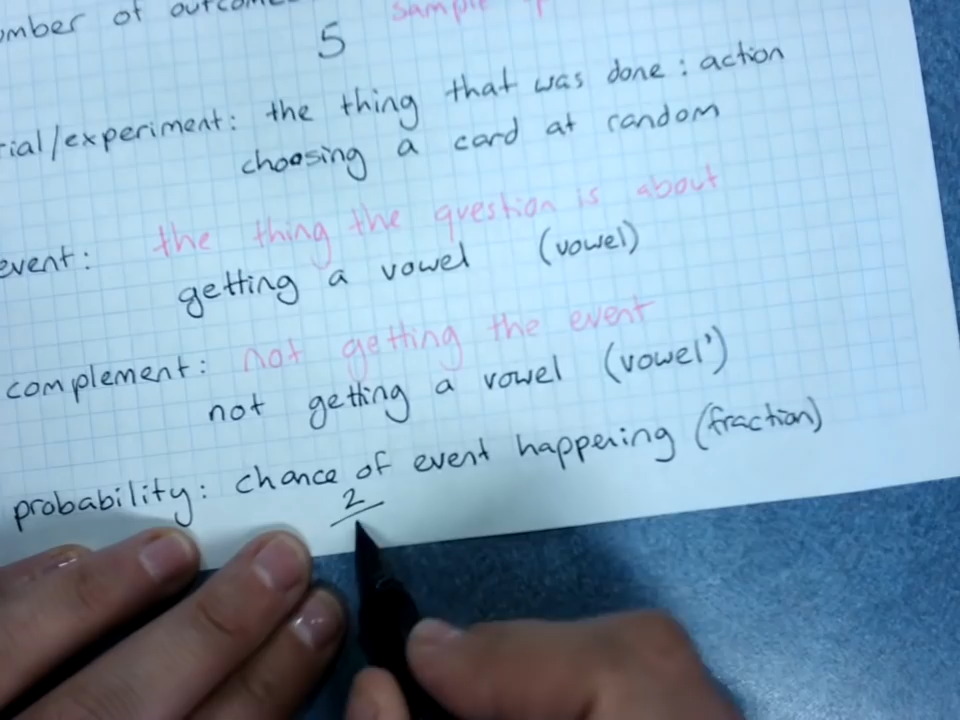 of outcom
sample
5
ial/experiment: the thing that was done: action
choosing a card at random
event: the thing the question is about
getting a vowel (vowel)
complement: not getting the event
not getting a vowel (vowel')
probability: chance of event happening (fraction)
2